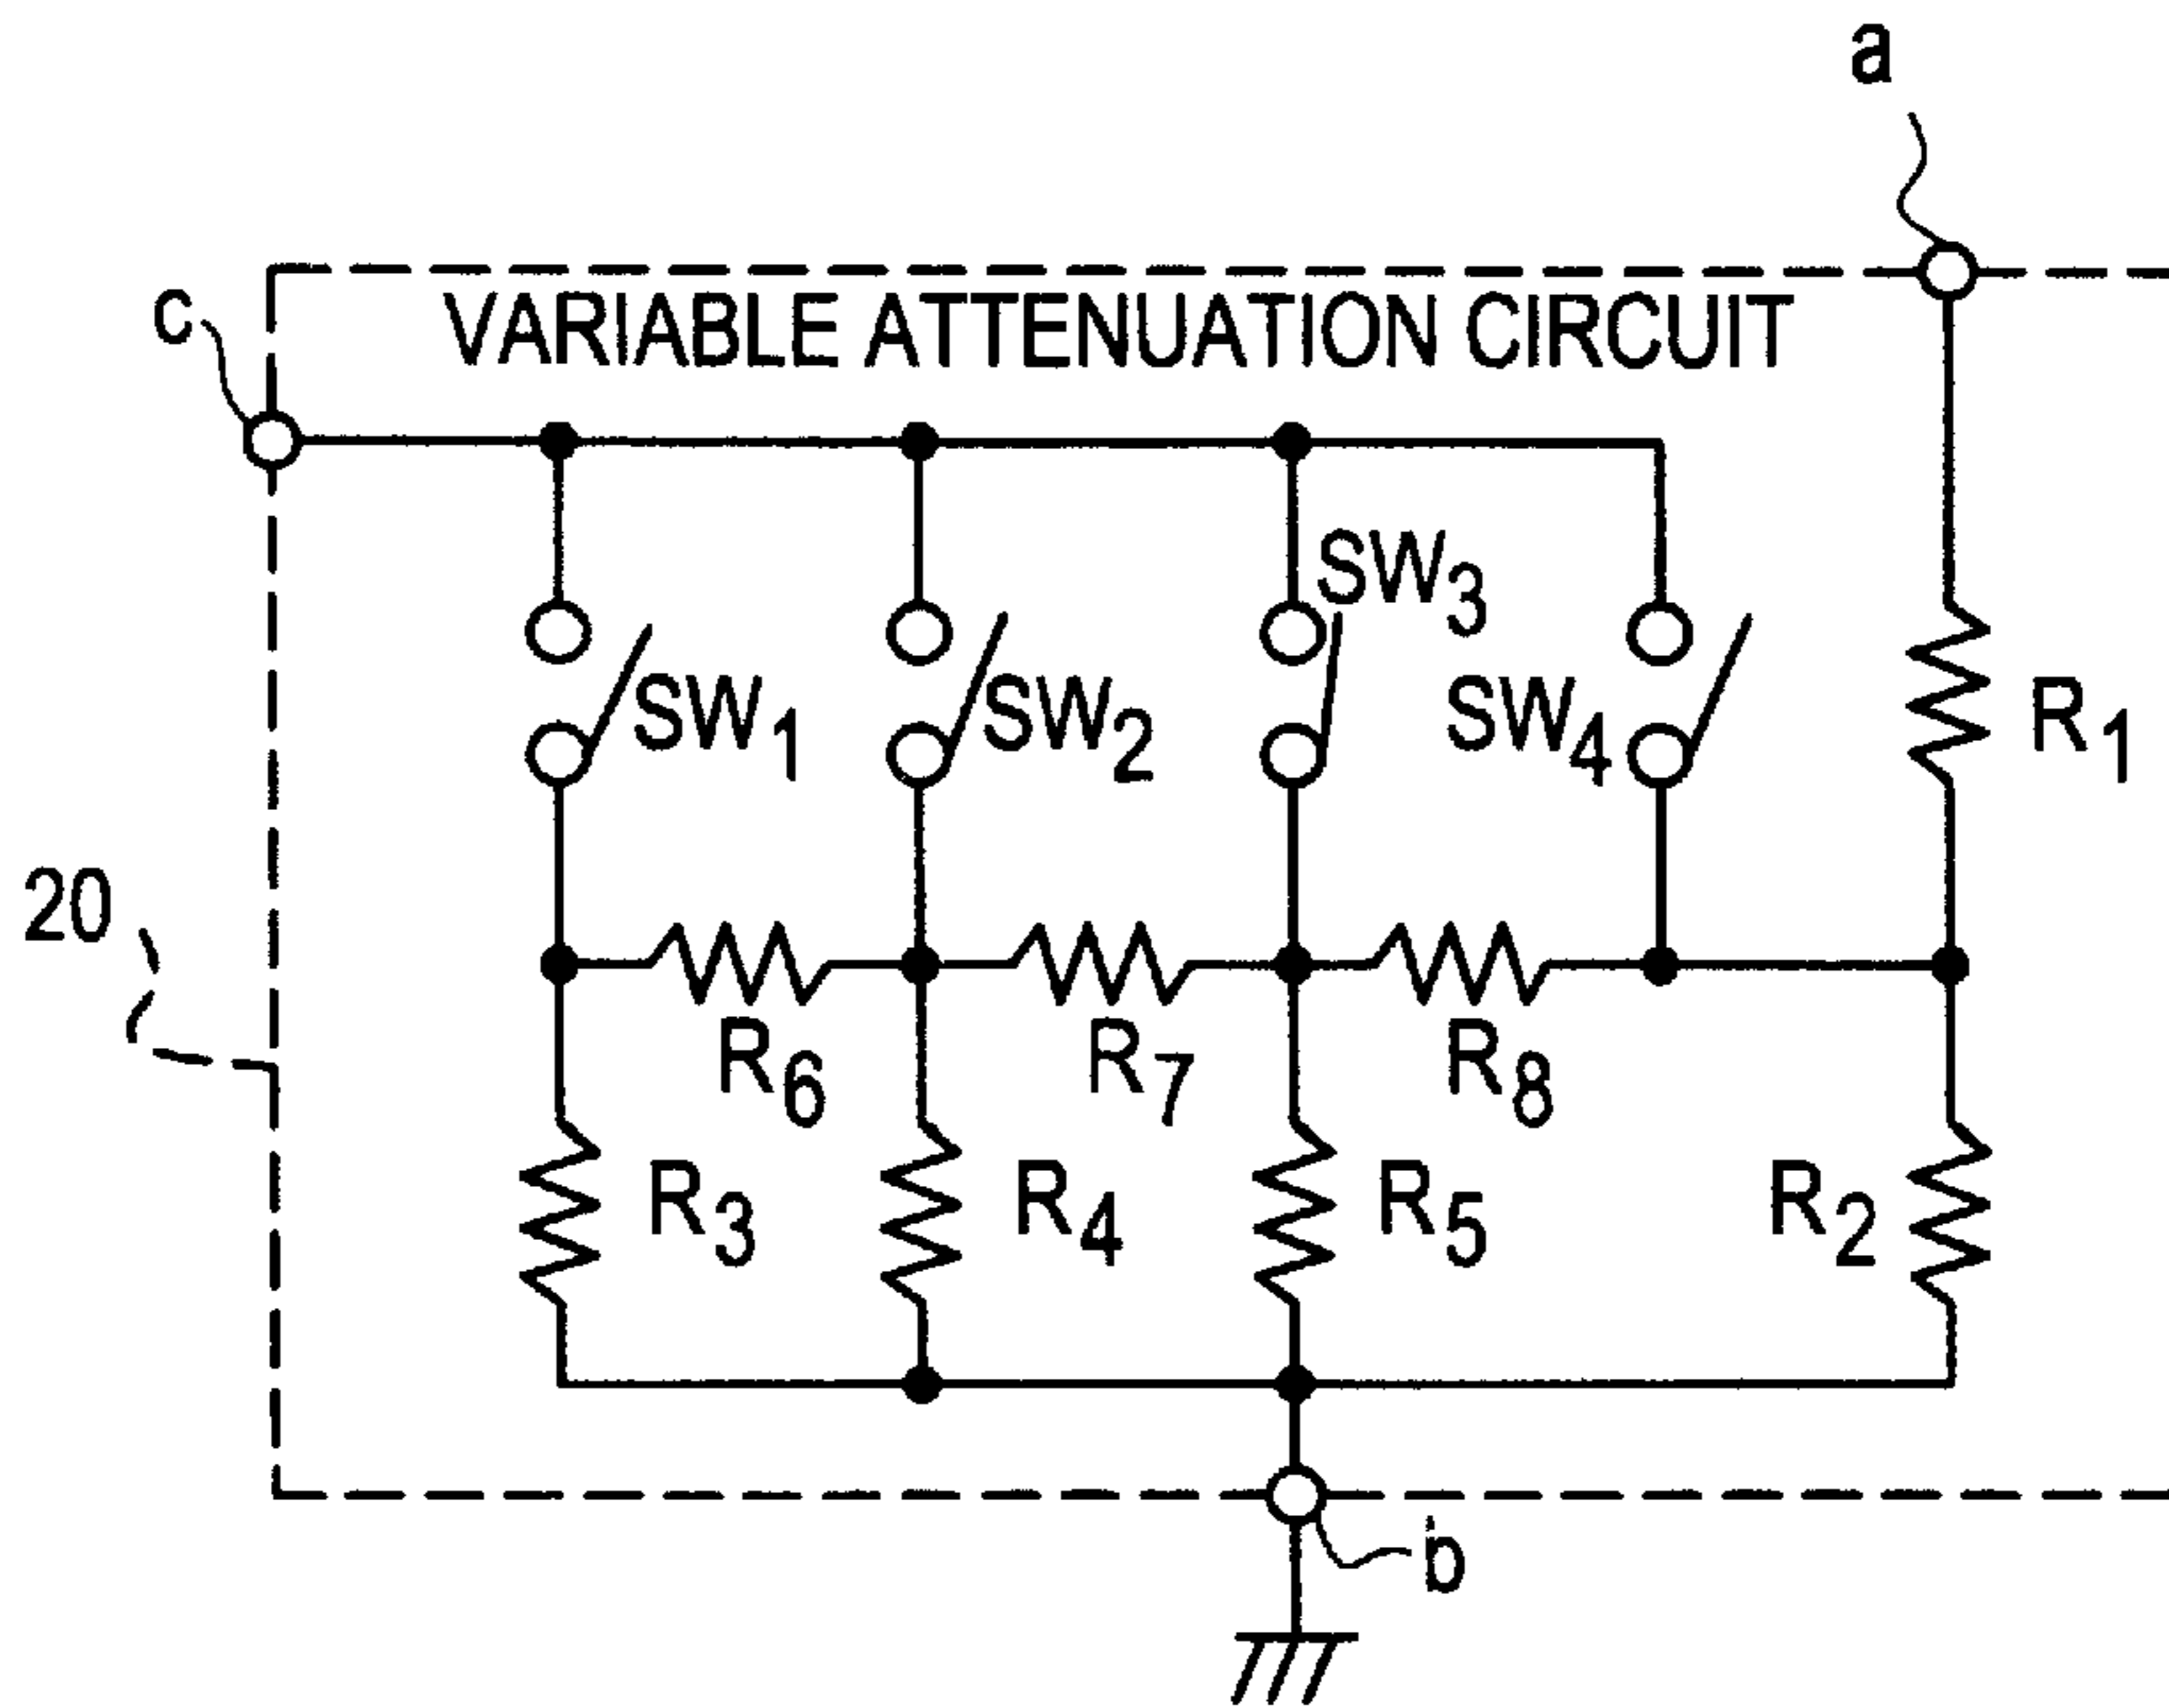 a
c
VARIABLE ATTENUATION CIRCUIT
SW3
SW1
SW2
SW4
R1
20
R6
R7
R8
R3
R4
R5
R2
b